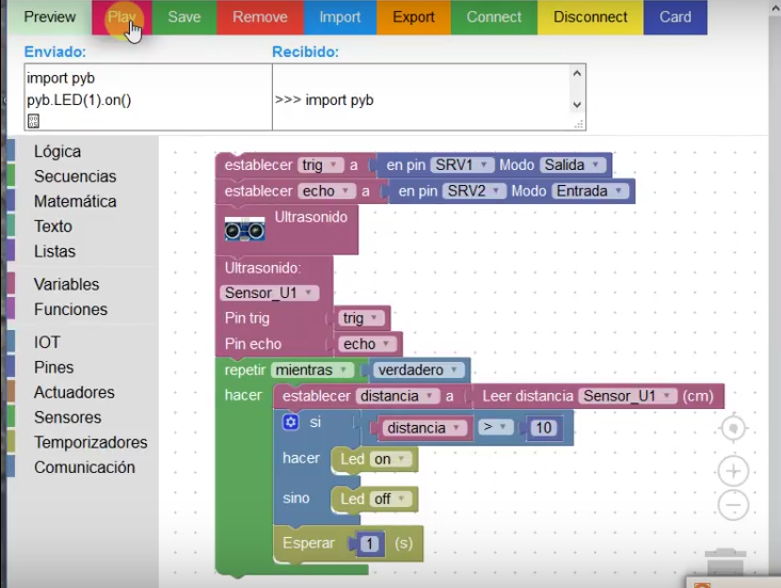 Preview Play Save Remove Import Export Connect Disconnect Card
Enviado: Recibido:
import pyb
pyb.LED(1).on()
>>> import pyb
Lógica
Secuencias
Matemática
Texto
Listas
Variables
Funciones
IOT
Pines
Actuadores
Sensores
Temporizadores
Comunicación
establecer trig a en pin SRV1 Modo Salida
establecer echo a en pin SRV2 Modo Entrada
Ultrasonido
Ultrasonido:
Sensor_U1
Pin trig trig
Pin echo echo
repetir mientras verdadero
hacer establecer distancia a Leer distancia Sensor_U1 (cm)
si distancia > 10
hacer Led on
sino Led off
Esperar 1 (s)